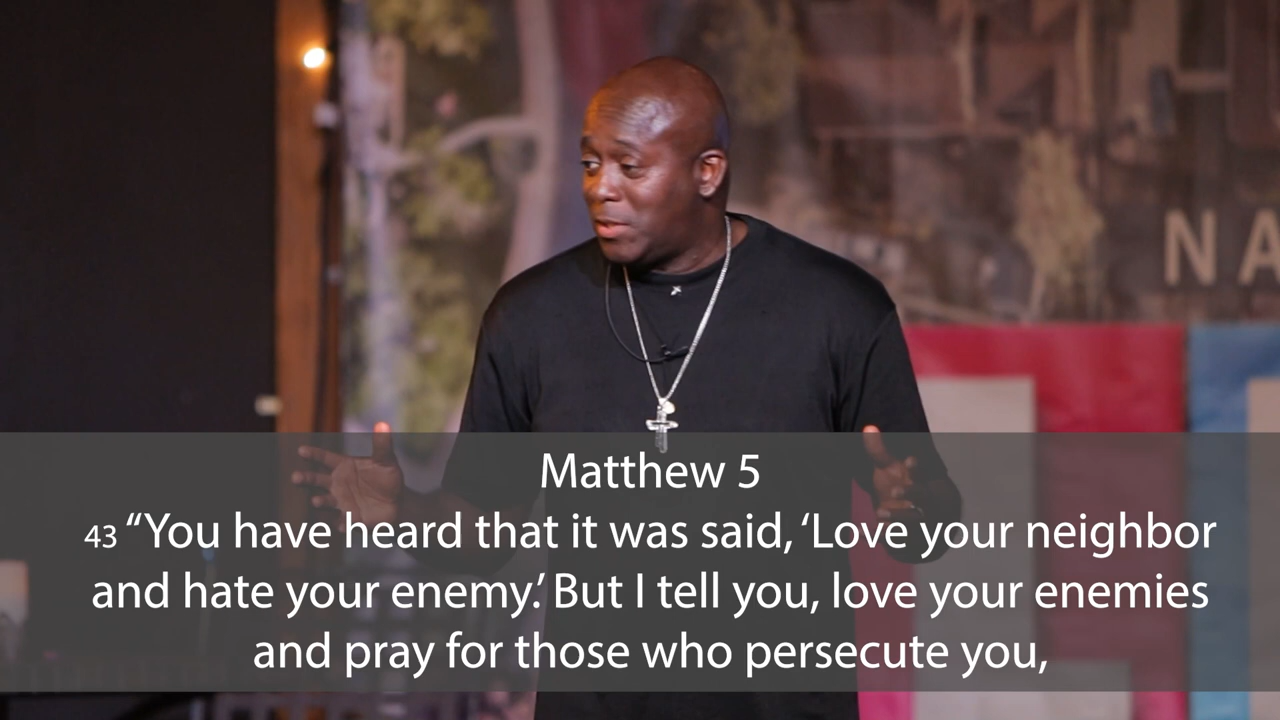 NA
Matthew 5
43 “You have heard that it was said, ‘Love your neighbor
and hate your enemy.’ But I tell you, love your enemies
and pray for those who persecute you,